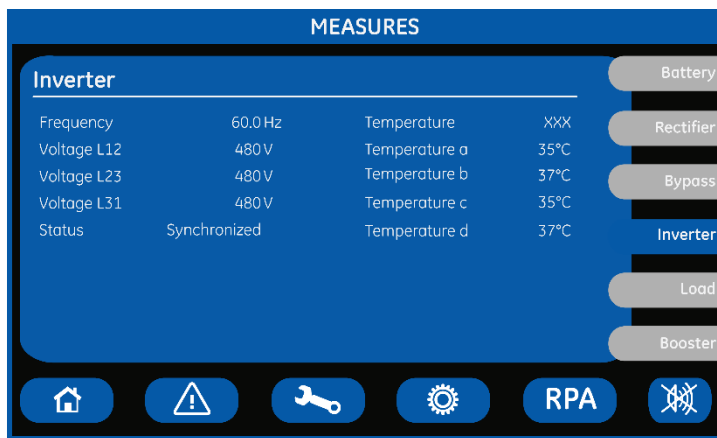 MEASURES
Inverter
Frequency 60.0 Hz Temperature XXX
Voltage L12 480 V Temperature a 35°C
Voltage L23 480 V Temperature b 37°C
Voltage L31 480 V Temperature c 35°C
Status Synchronized Temperature d 37°C
Battery
Rectifier
Bypass
Inverter
Load
Booster
RPA